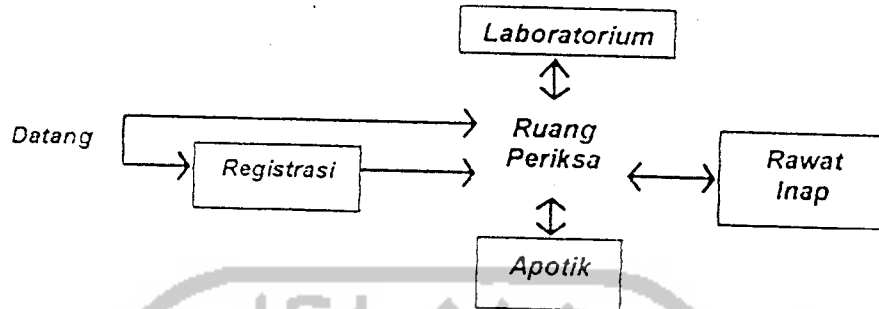 Laboratorium
Datang
Registrasi
Ruang
Periksa
Rawat
Inap
Apotik